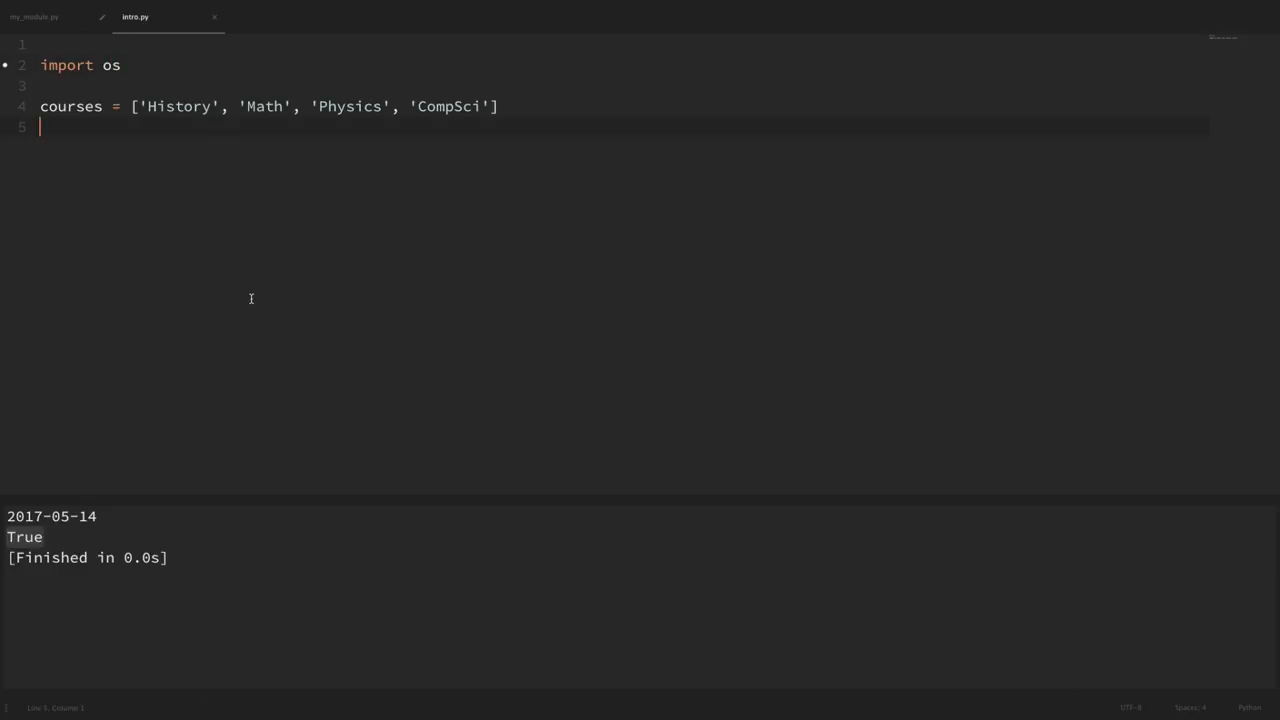 my_module.py
intro.py ×
1
2 import os
3
4 courses = ['History', 'Math', 'Physics', 'CompSci']
5
2017-05-14
True
[Finished in 0.0s]
Line 5, Column 1 UTF-8 Spaces: 4 Python